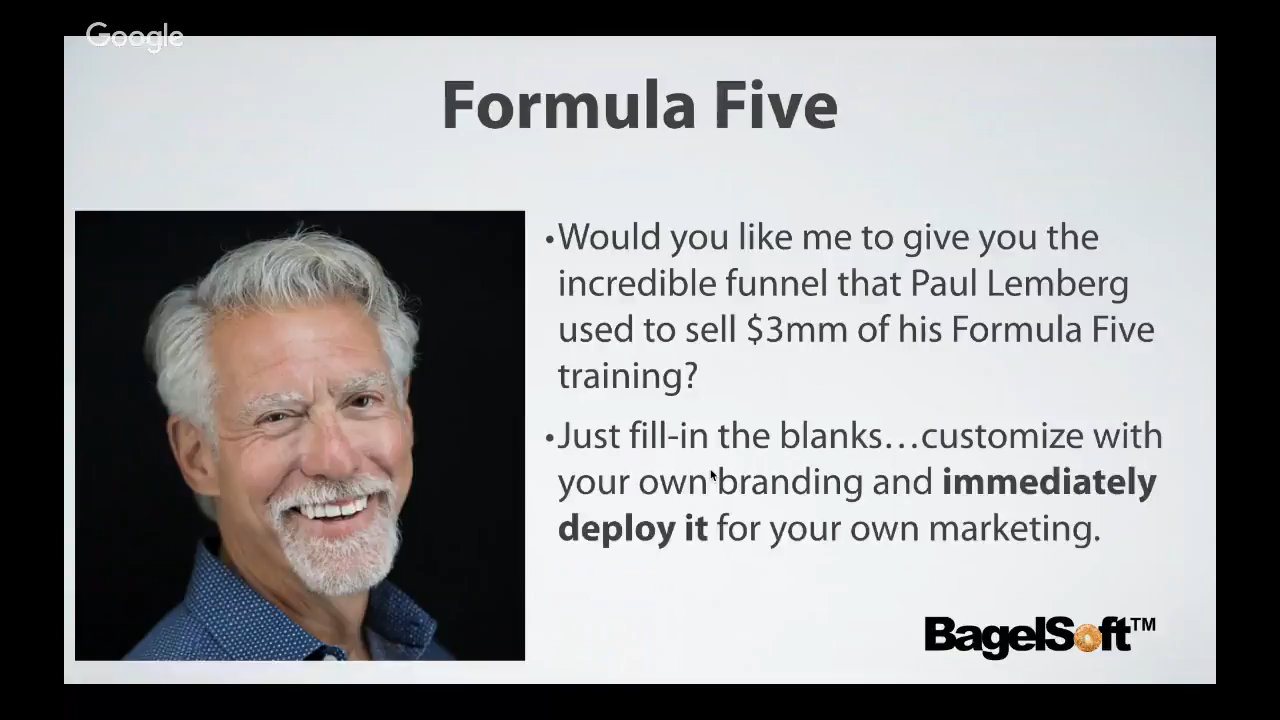 Google
Formula Five
•Would you like me to give you the
incredible funnel that Paul Lemberg
used to sell $3mm of his Formula Five
training?
•Just fill-in the blanks…customize with
your own branding and immediately
deploy it for your own marketing.
BagelSoft™